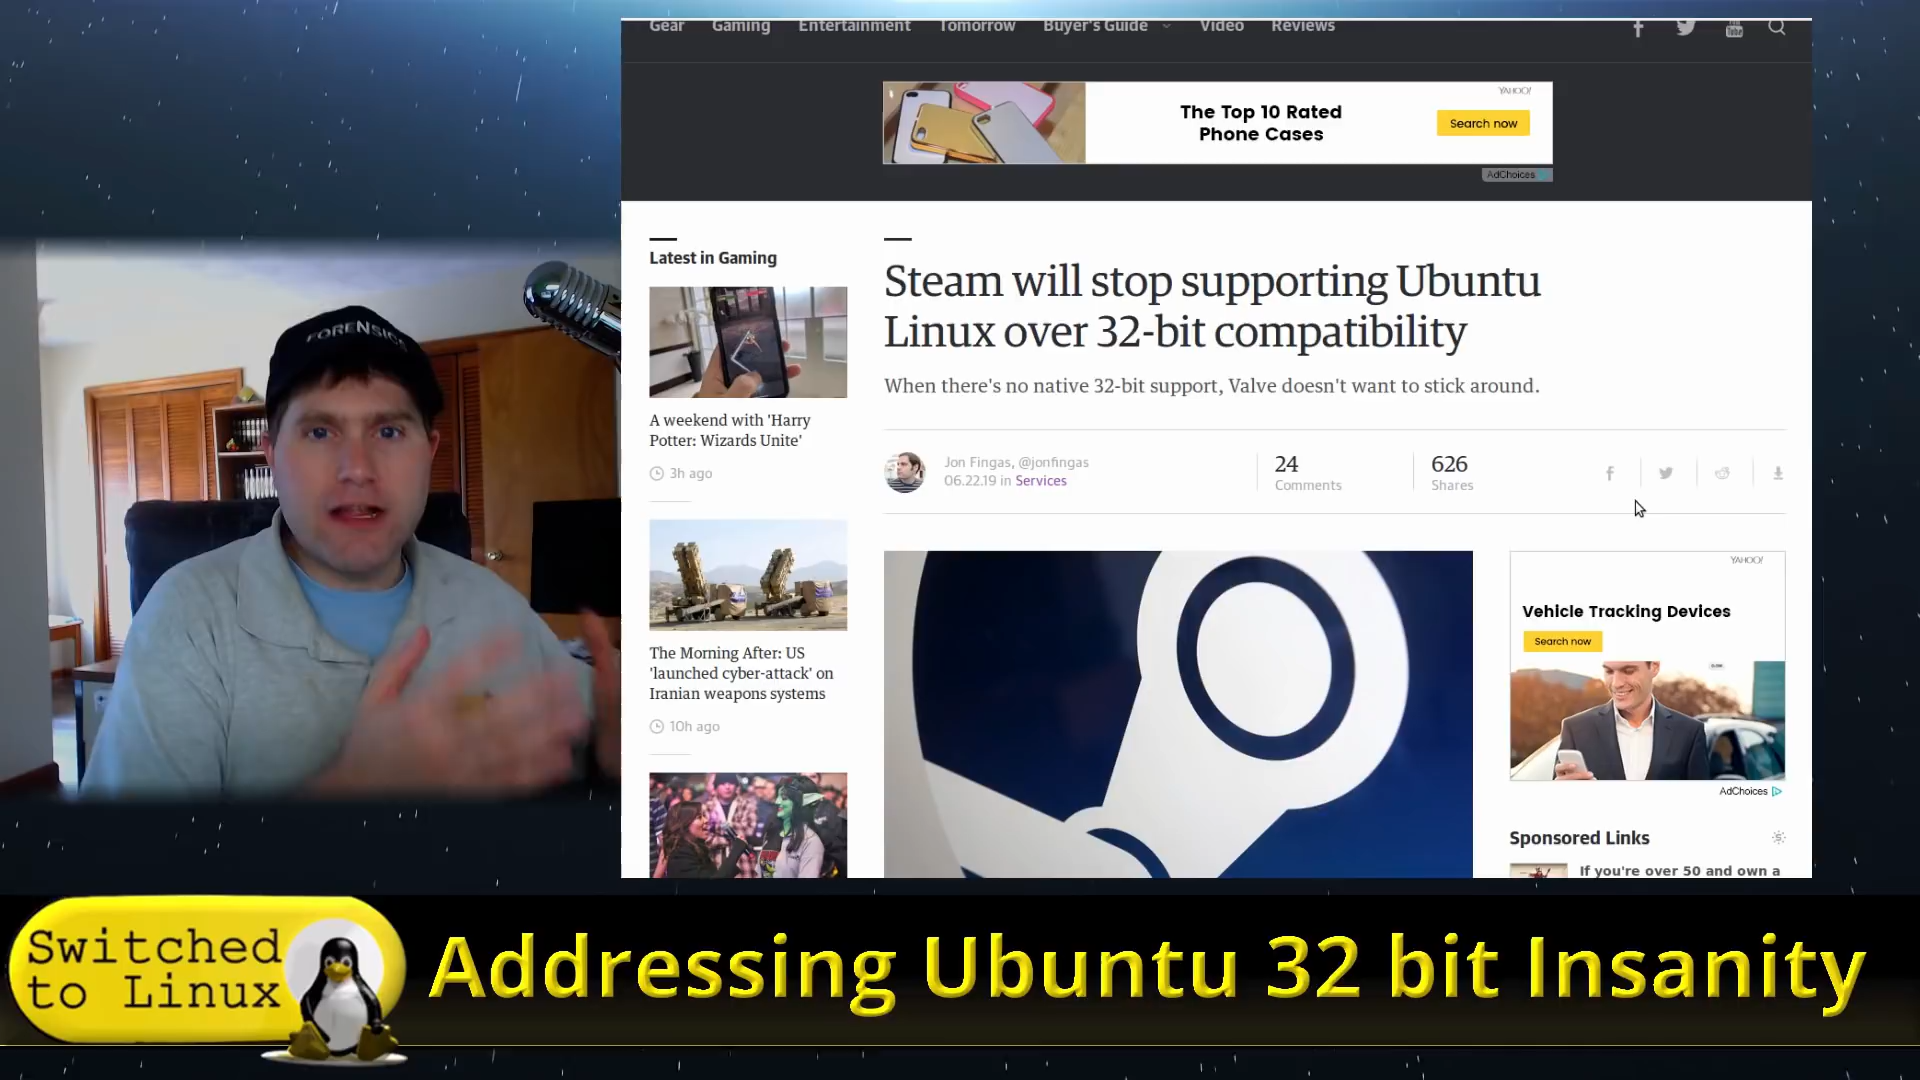 Gear Gaming Entertainment Tomorrow Buyer's Guide Video Reviews
YAHOO!
The Top 10 Rated
Phone Cases
Search now
AdChoices
FORENSICS
Latest in Gaming
A weekend with 'Harry
Potter: Wizards Unite'
3h ago
The Morning After: US
'launched cyber-attack' on
Iranian weapons systems
10h ago
Steam will stop supporting Ubuntu
Linux over 32-bit compatibility
When there's no native 32-bit support, Valve doesn't want to stick around.
Jon Fingas, @jonfingas
06.22.19 in Services
24
Comments
626
Shares
YAHOO!
Vehicle Tracking Devices
Search now
AdChoices
Sponsored Links
If you're over 50 and own a
Switched
to Linux
Addressing Ubuntu 32 bit Insanity